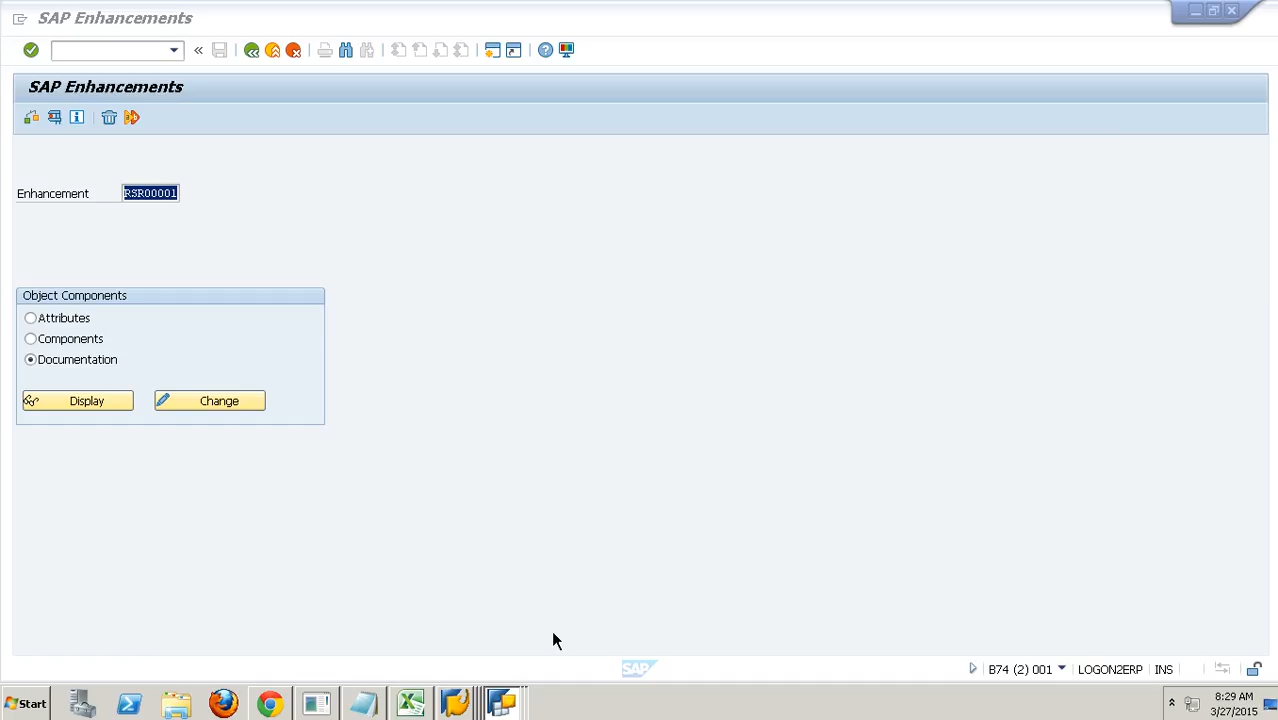 SAP Enhancements
SAP Enhancements
Enhancement RSR00001
Object Components
Attributes
Components
Documentation
Display Change
SAP
B74 (2) 001 LOGON2ERP INS
Start
8:29 AM
3/27/2015